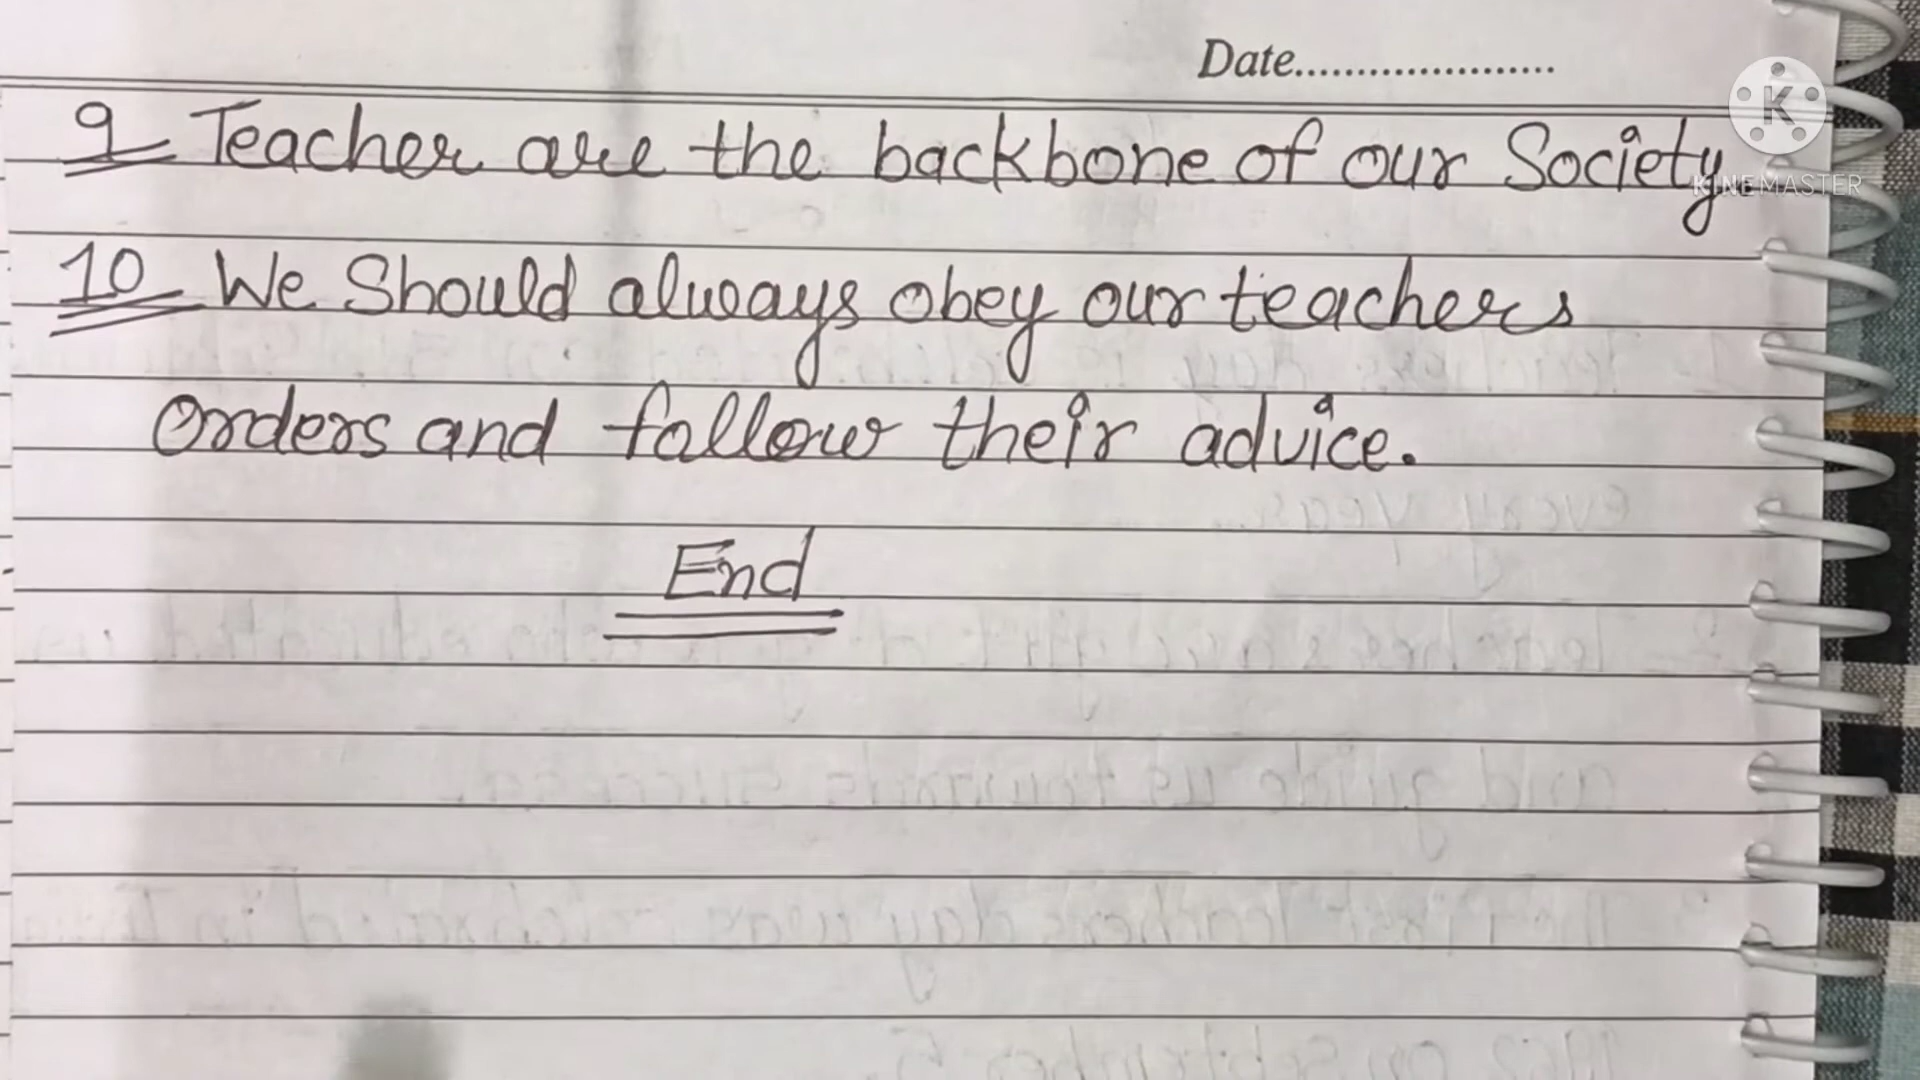 Date......................
9 Teacher are the backbone of our Society
K
KINEMASTER
10 We Should always obey our teachers
Orders and follow their advice.
End